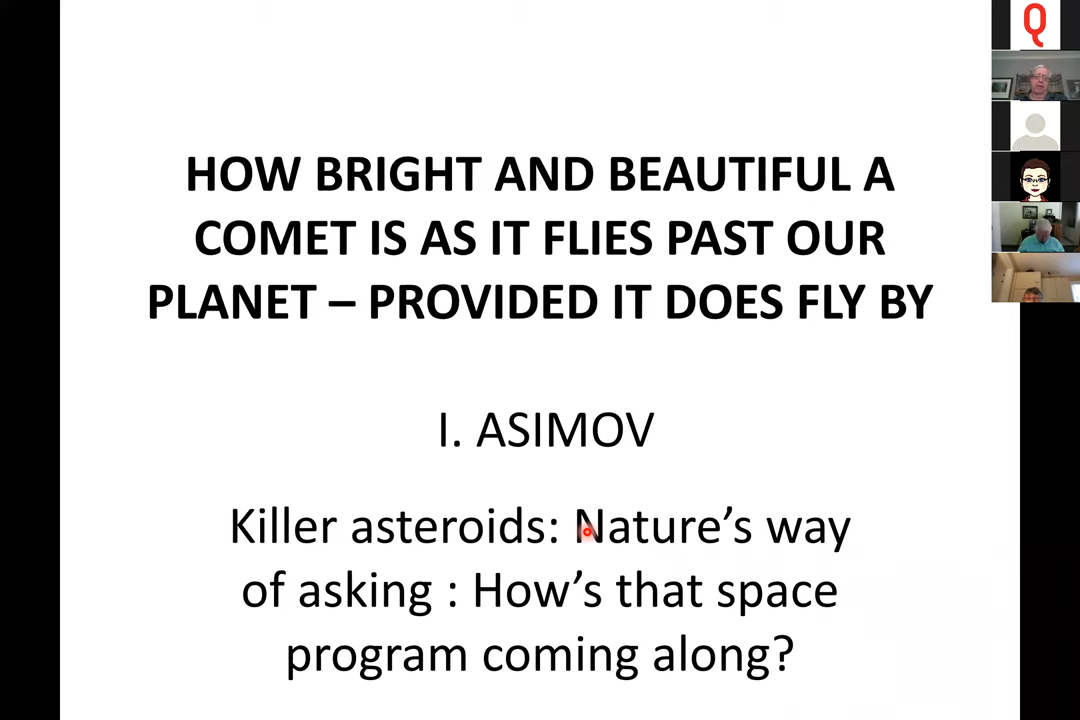 HOW BRIGHT AND BEAUTIFUL A
COMET IS AS IT FLIES PAST OUR
PLANET – PROVIDED IT DOES FLY BY
I. ASIMOV
Killer asteroids: Nature’s way
of asking : How’s that space
program coming along?
Q